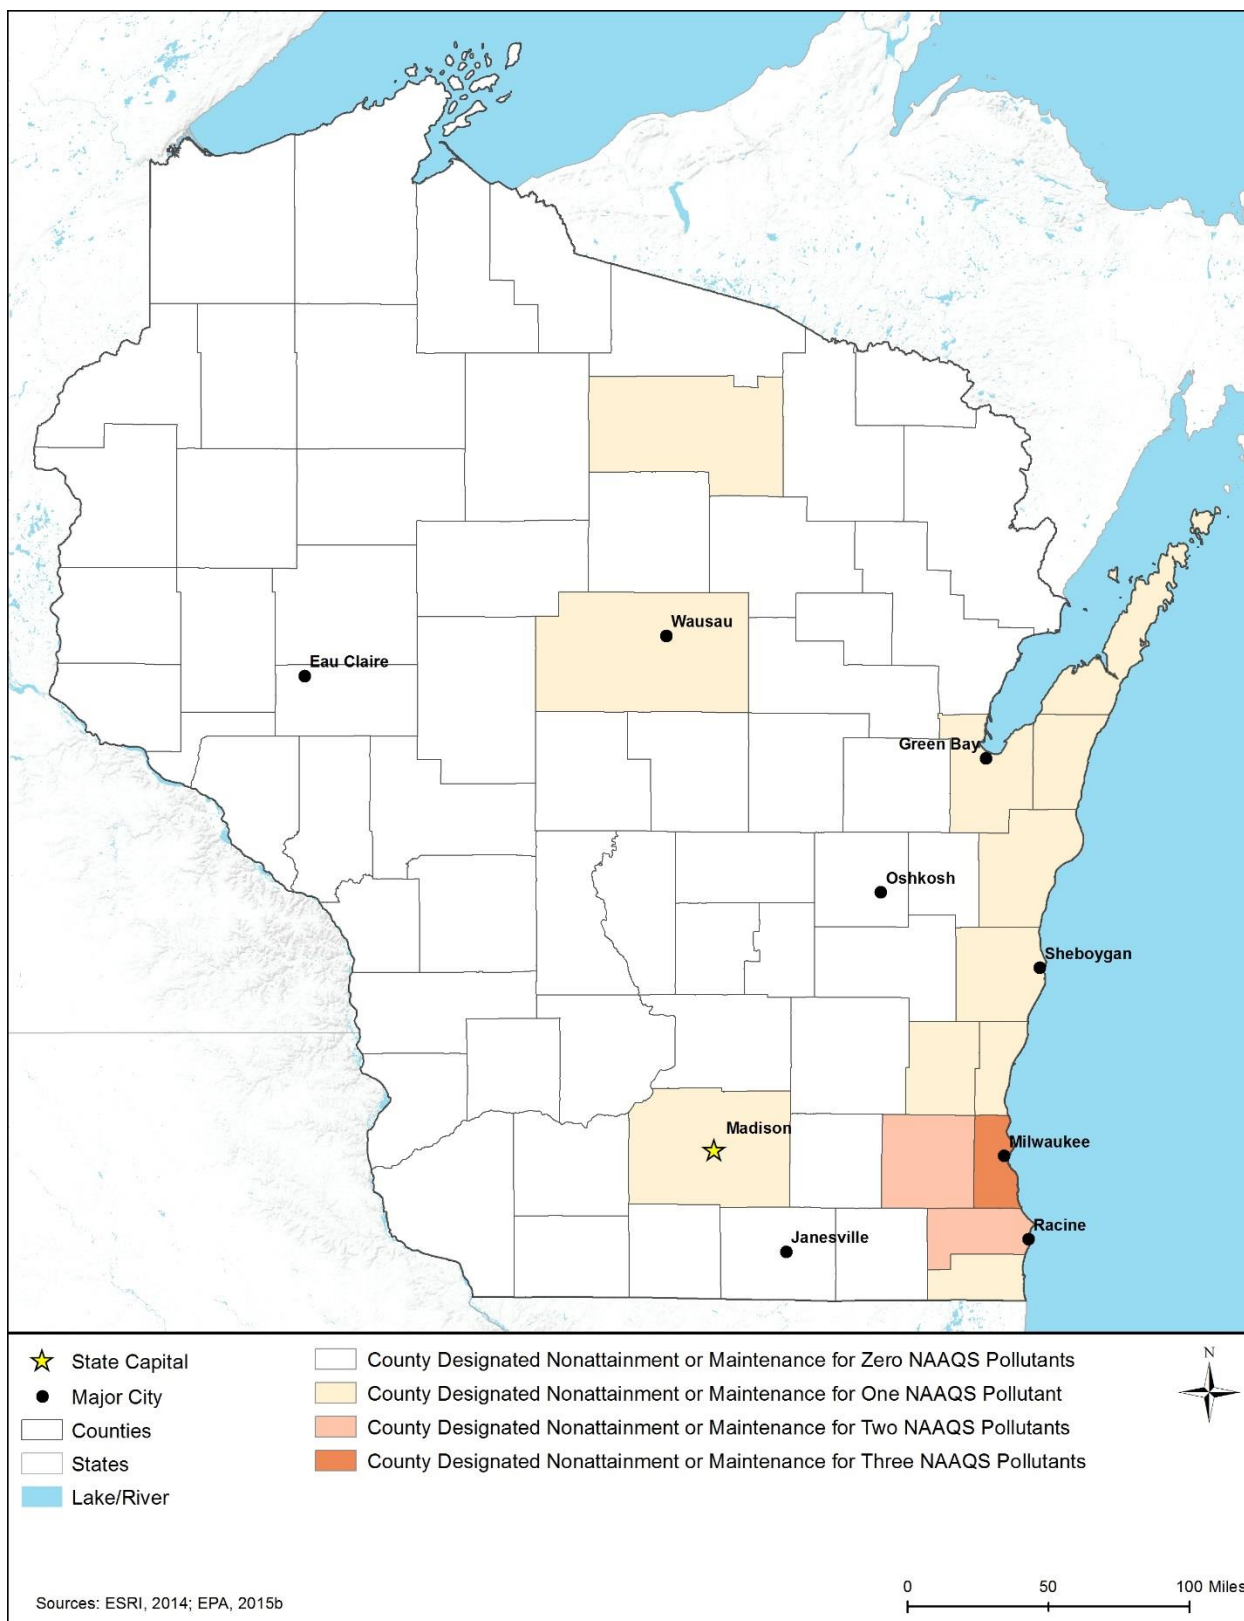 Wausau
Eau Claire
Green Bay
Oshkosh
Sheboygan
Madison
Milwaukee
Racine
Janesville
State Capital
Major City
Counties
States
Lake/River
County Designated Nonattainment or Maintenance for Zero NAAQS Pollutants
County Designated Nonattainment or Maintenance for One NAAQS Pollutant
County Designated Nonattainment or Maintenance for Two NAAQS Pollutants
County Designated Nonattainment or Maintenance for Three NAAQS Pollutants
N
0 50 100 Miles
Sources: ESRI, 2014; EPA, 2015b